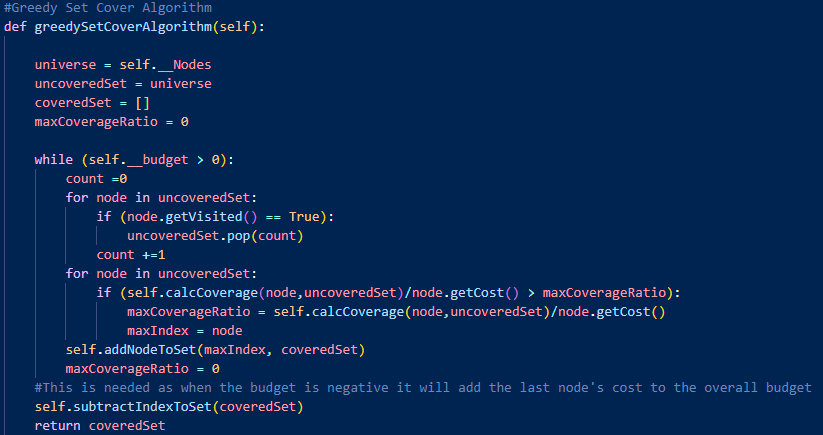 #Greedy Set Cover Algorithm
def greedySetCoverAlgorithm(self):
universe = self.__Nodes
uncoveredSet = universe
coveredSet = []
maxCoverageRatio = 0
while (self.__budget > 0):
count =0
for node in uncoveredSet:
if (node.getVisited() == True):
uncoveredSet.pop(count)
count +=1
for node in uncoveredSet:
if (self.calcCoverage(node,uncoveredSet)/node.getCost() > maxCoverageRatio):
maxCoverageRatio = self.calcCoverage(node,uncoveredSet)/node.getCost()
maxIndex = node
self.addNodeToSet(maxIndex, coveredSet)
maxCoverageRatio = 0
#This is needed as when the budget is negative it will add the last node's cost to the overall budget
self.subtractIndexToSet(coveredSet)
return coveredSet